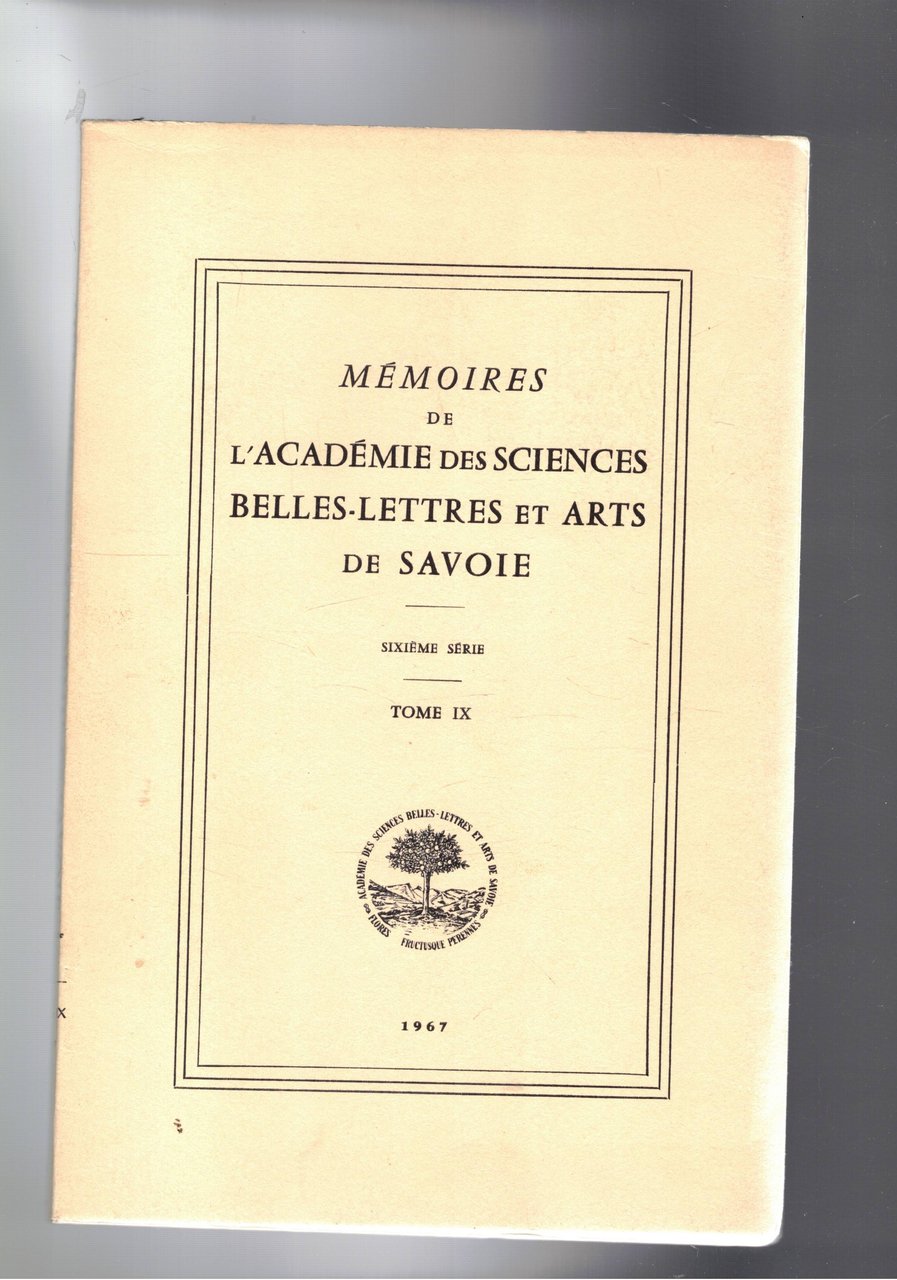 MÉMOIRES
DE
L'ACADÉMIE DES SCIENCES
BELLES-LETTRES ET ARTS
DE SAVOIE
SIXIÈME SÉRIE
TOME IX
ACADEMIE DES SCIENCES BELLES-LETTRES ET ARTS DE SAVOIE
FLORES FRUCTUSQUE PERENNES
1967
X